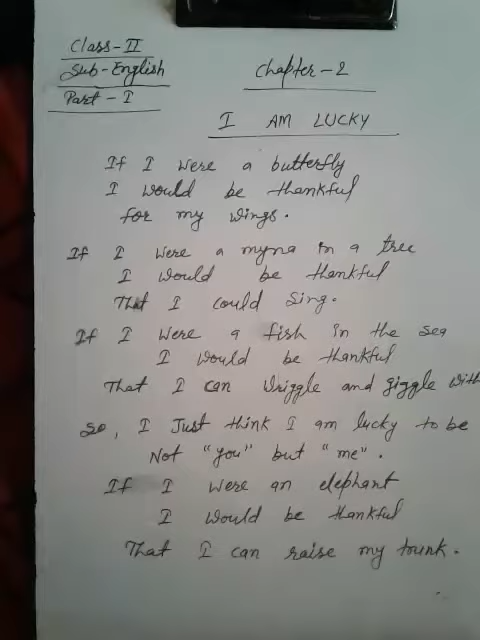 Class-II
Sub-English
Part-I
Chapter-2
I AM LUCKY
If I were a butterfly
I would be thankful
for my wings.
If I were a myna in a tree
I would be thankful
That I could sing.
If I were a fish in the sea
I would be thankful
That I can wriggle and giggle with
So, I Just think I am lucky to be
Not "you" but "me".
If I were an elephant
I would be thankful
That I can raise my trunk.